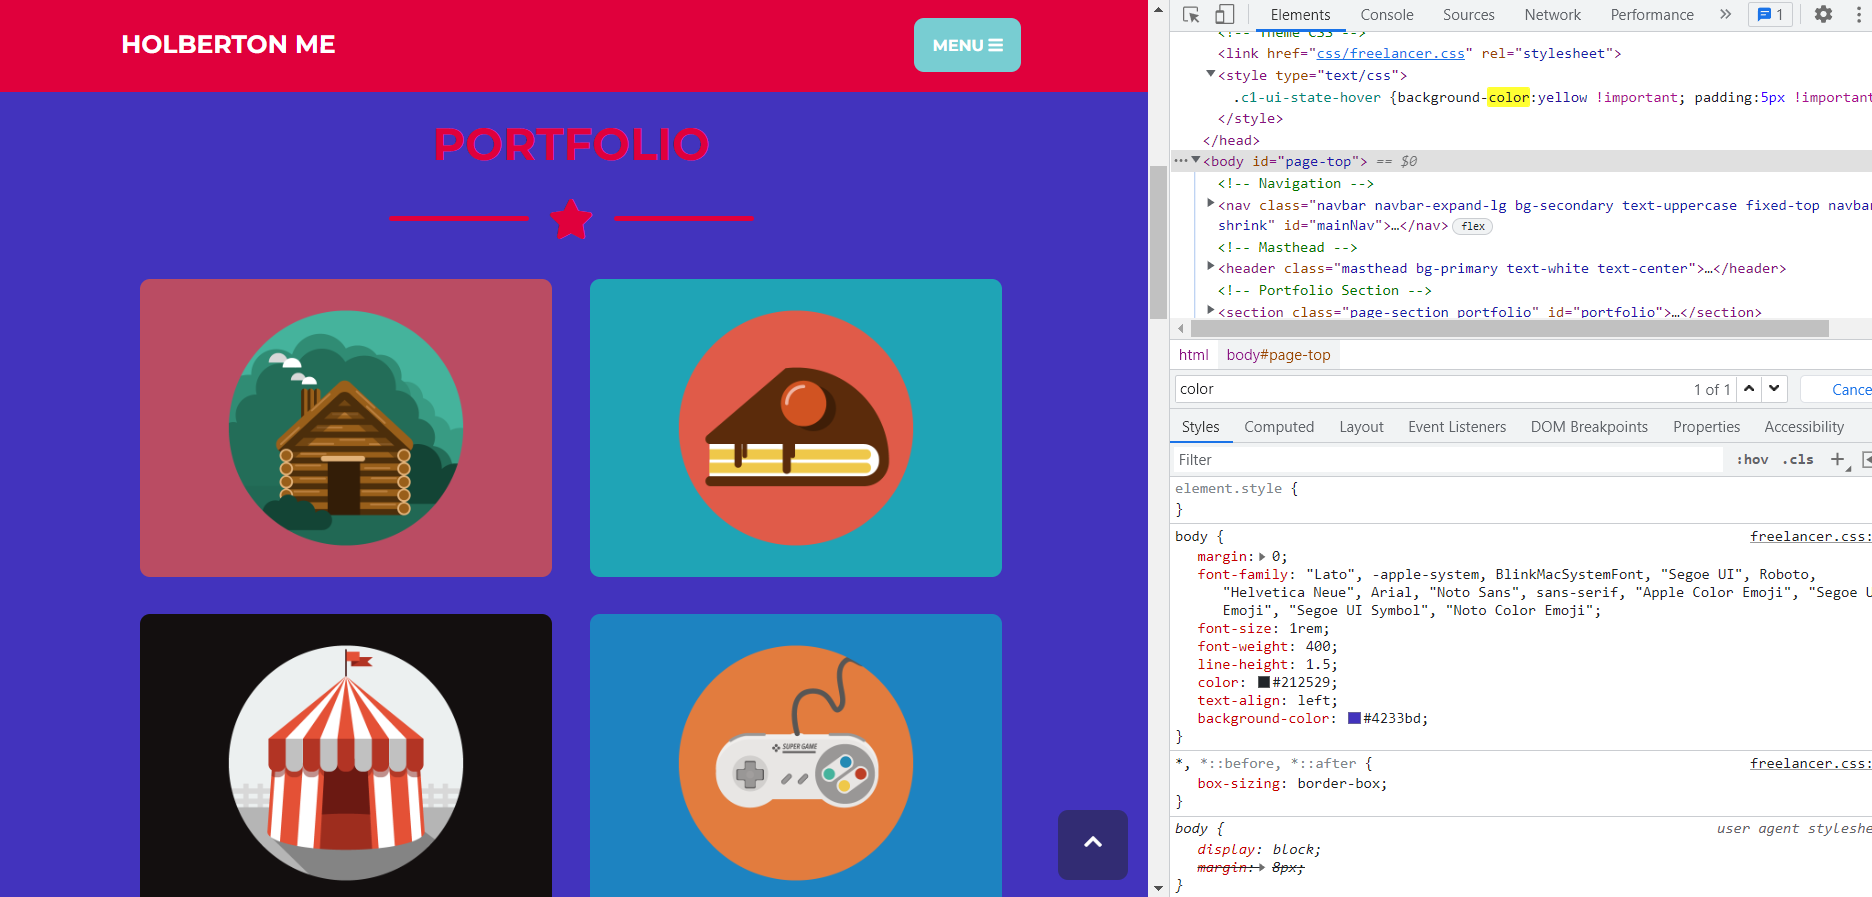 HOLBERTON ME
MENU
PORTFOLIO
SUPER GAME
Elements Console Sources Network Performance 1
<!-- Theme CSS -->
<link href="css/freelancer.css" rel="stylesheet">
<style type="text/css">
.c1-ui-state-hover {background-color:yellow !important; padding:5px !important
</style>
</head>
<body id="page-top"> == $0
<!-- Navigation -->
<nav class="navbar navbar-expand-lg bg-secondary text-uppercase fixed-top navbar-
shrink" id="mainNav">…</nav> flex
<!-- Masthead -->
<header class="masthead bg-primary text-white text-center">…</header>
<!-- Portfolio Section -->
<section class="page-section portfolio" id="portfolio">…</section>
html body#page-top
color 1 of 1 Cance
Styles Computed Layout Event Listeners DOM Breakpoints Properties Accessibility
Filter :hov .cls +
element.style {
}
body { freelancer.css:
margin: 0;
font-family: "Lato", -apple-system, BlinkMacSystemFont, "Segoe UI", Roboto,
"Helvetica Neue", Arial, "Noto Sans", sans-serif, "Apple Color Emoji", "Segoe U
Emoji", "Segoe UI Symbol", "Noto Color Emoji";
font-size: 1rem;
font-weight: 400;
line-height: 1.5;
color: #212529;
text-align: left;
background-color: #4233bd;
}
*, *::before, *::after { freelancer.css:
box-sizing: border-box;
}
body { user agent styleshe
display: block;
margin: 8px;
}